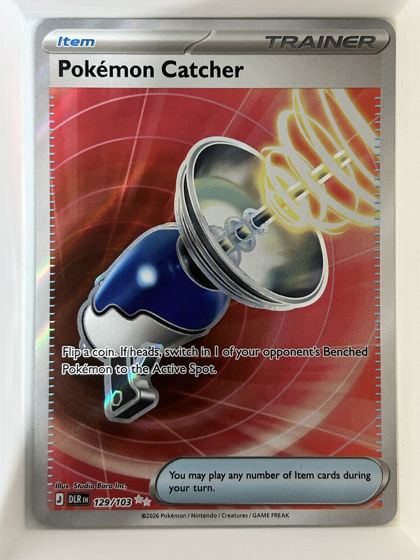 Item TRAINER
Pokémon Catcher
Flip a coin. If heads, switch in 1 of your opponent's Benched
Pokémon to the Active Spot.
Illus. Studio Bora Inc.
You may play any number of Item cards during
your turn.
J DLR EN 129/103
©2026 Pokémon / Nintendo / Creatures / GAME FREAK